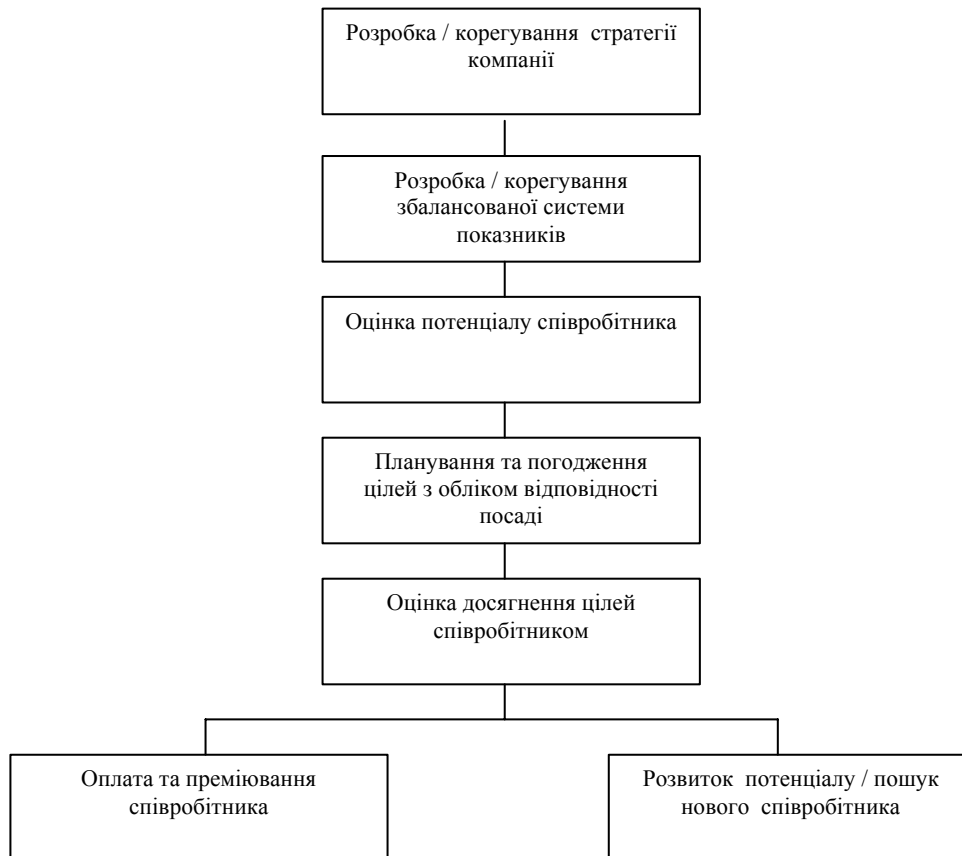 Розробка / корегування стратегії
компанії
Розробка / корегування
збалансованої системи
показників
Оцінка потенціалу співробітника
Планування та погодження
цілей з обліком відповідності
посаді
Оцінка досягнення цілей
співробітником
Оплата та преміювання
співробітника
Розвиток потенціалу / пошук
нового співробітника